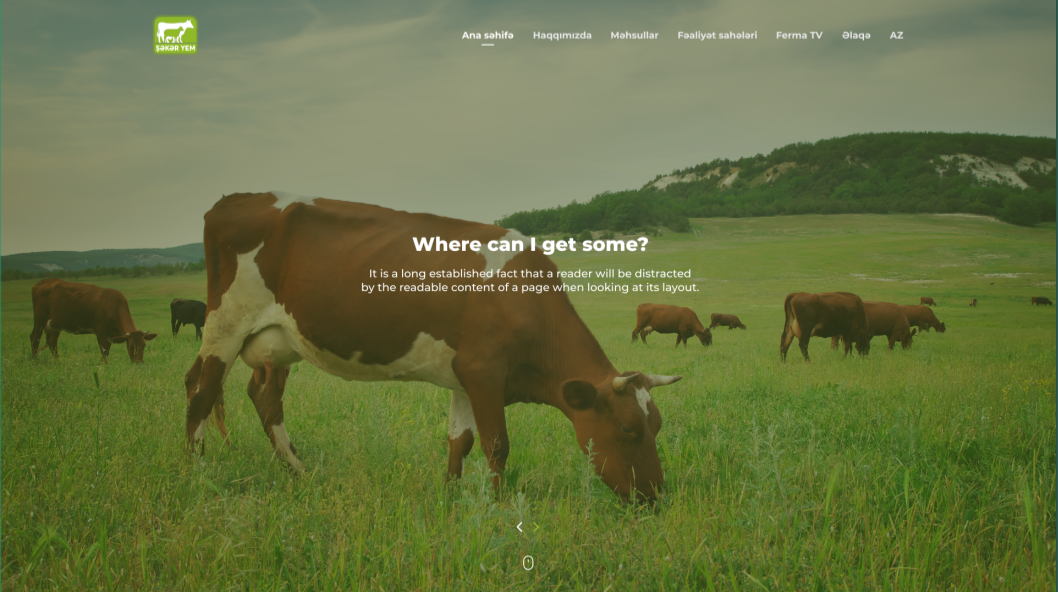 ŞƏKƏR YEM
Ana səhifə Haqqımızda Məhsullar Fəaliyət sahələri Ferma TV Əlaqə AZ
Where can I get some?
It is a long established fact that a reader will be distracted
by the readable content of a page when looking at its layout.